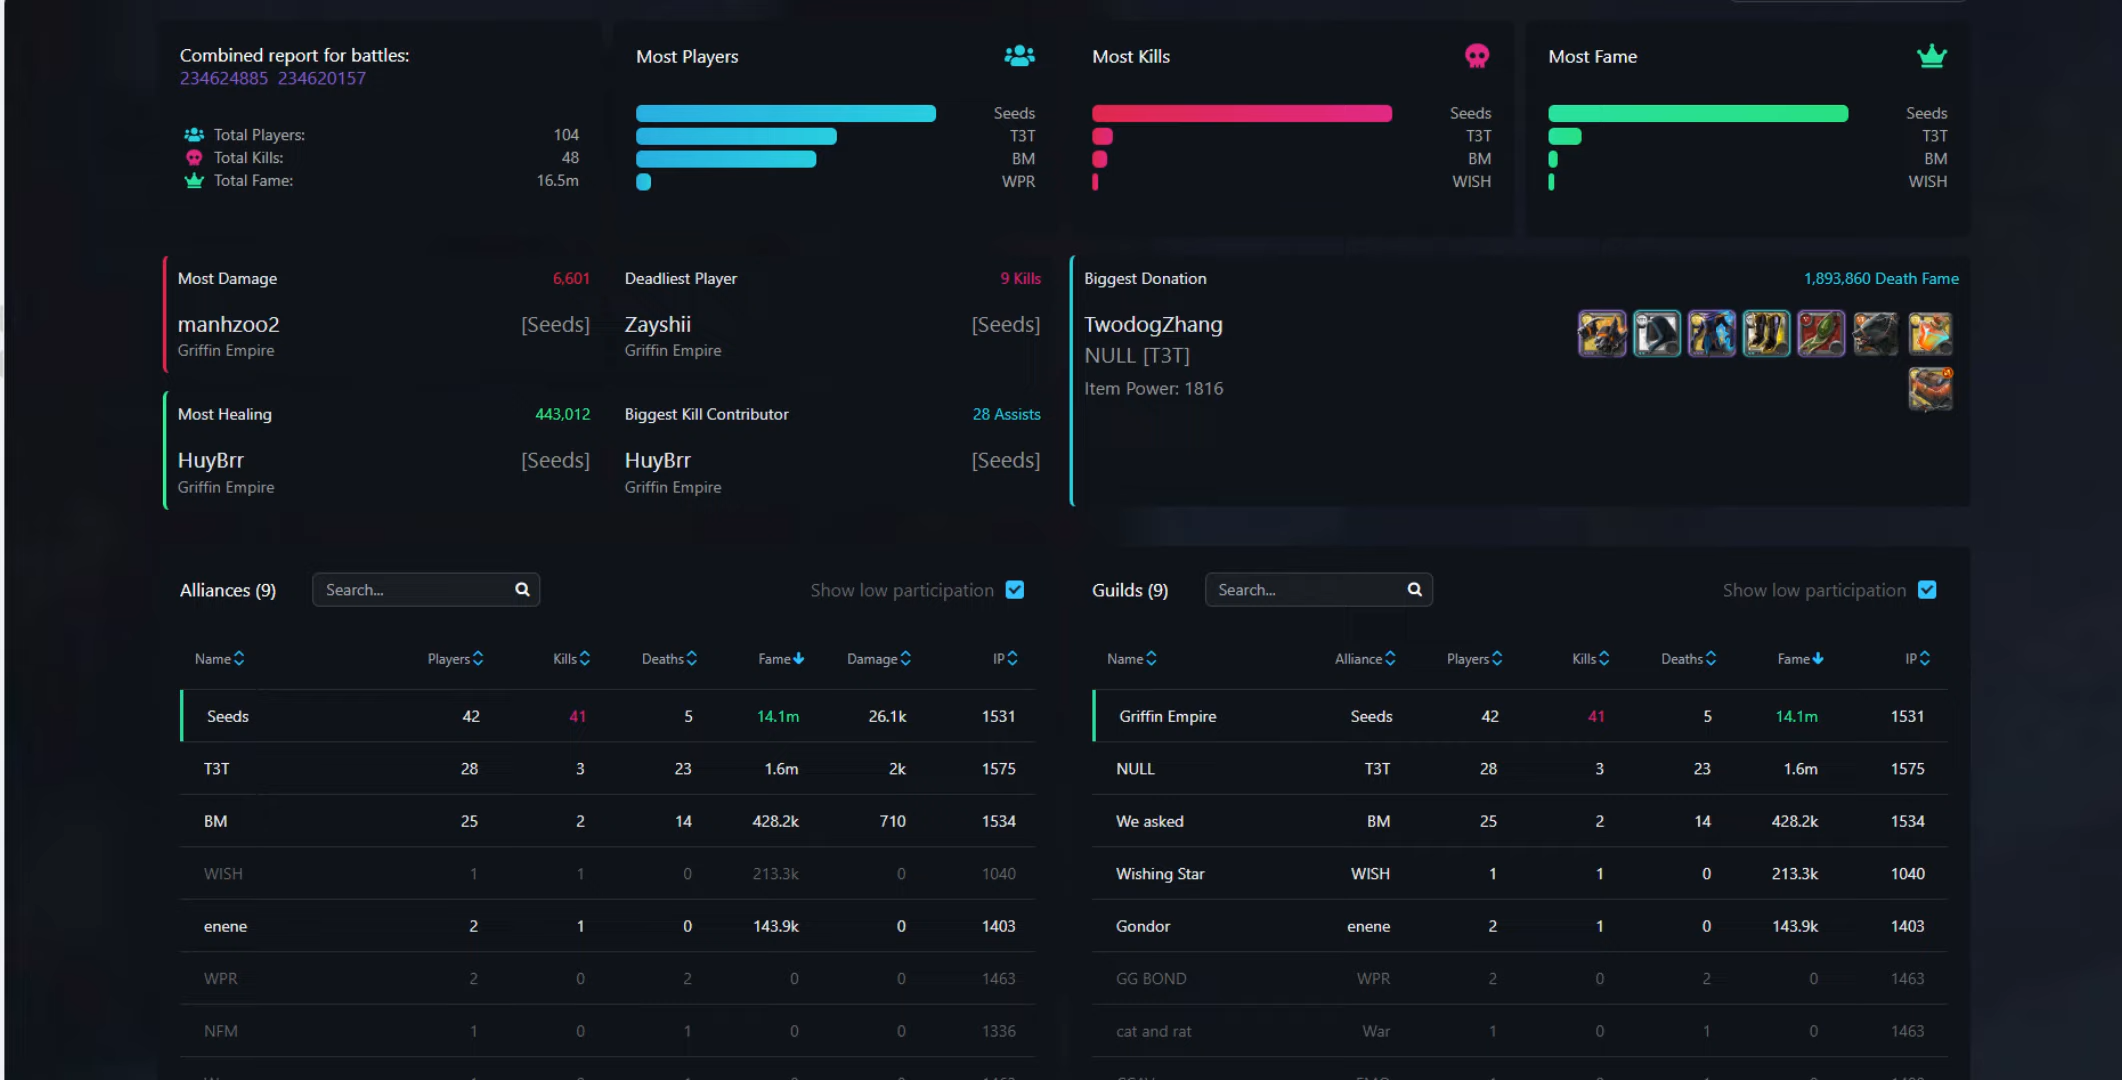 Combined report for battles:
234624885 234620157
Total Players: 104
Total Kills: 48
Total Fame: 16.5m
Most Players
Seeds
T3T
BM
WPR
Most Kills
Seeds
T3T
BM
WISH
Most Fame
Seeds
T3T
BM
WISH
Most Damage 6,601
manhzoo2 [Seeds]
Griffin Empire
Deadliest Player 9 Kills
Zayshii [Seeds]
Griffin Empire
Most Healing 443,012
HuyBrr [Seeds]
Griffin Empire
Biggest Kill Contributor 28 Assists
HuyBrr [Seeds]
Griffin Empire
Biggest Donation 1,893,860 Death Fame
TwodogZhang
NULL [T3T]
Item Power: 1816
Alliances (9) Search... Show low participation
Name Players Kills Deaths Fame Damage IP
Seeds 42 41 5 14.1m 26.1k 1531
T3T 28 3 23 1.6m 2k 1575
BM 25 2 14 428.2k 710 1534
WISH 1 1 0 213.3k 0 1040
enene 2 1 0 143.9k 0 1403
WPR 2 0 2 0 0 1463
NFM 1 0 1 0 0 1336
Guilds (9) Search... Show low participation
Name Alliance Players Kills Deaths Fame IP
Griffin Empire Seeds 42 41 5 14.1m 1531
NULL T3T 28 3 23 1.6m 1575
We asked BM 25 2 14 428.2k 1534
Wishing Star WISH 1 1 0 213.3k 1040
Gondor enene 2 1 0 143.9k 1403
GG BOND WPR 2 0 2 0 1463
cat and rat War 1 0 1 0 1463